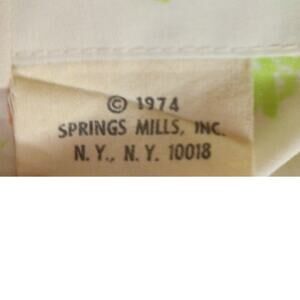 © 1974
SPRINGS MILLS, INC.
N. Y., N. Y. 10018